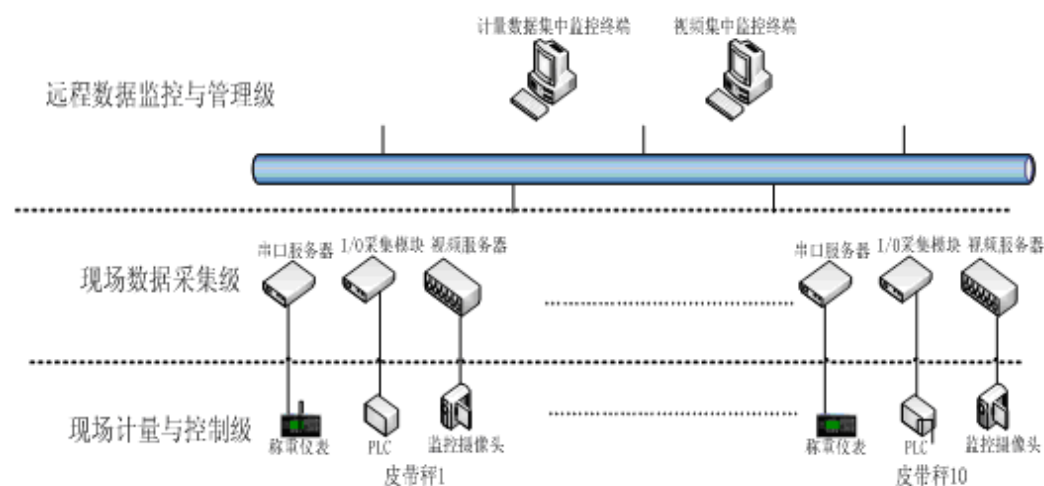 计量数据集中监控终端 视频集中监控终端
远程数据监控与管理级
串口服务器 I/O采集模块 视频服务器 串口服务器 I/O采集模块 视频服务器
现场数据采集级
现场计量与控制级
称重仪表 PLC 监控摄像头 称重仪表 PLC 监控摄像头
皮带秤1 皮带秤10